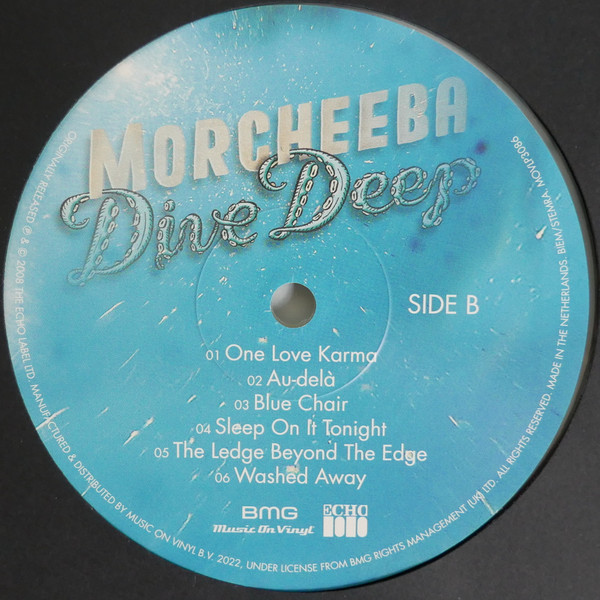 MORCHEEBA
Dive Deep
SIDE B
01 One Love Karma
02 Au-delà
03 Blue Chair
04 Sleep On It Tonight
05 The Ledge Beyond The Edge
06 Washed Away
BMG
Music On Vinyl
ECHO
ORIGINALLY RELEASED ℗ & © 2008 THE ECHO LABEL LTD. MANUFACTURED & DISTRIBUTED BY MUSIC ON VINYL B.V. 2022, UNDER LICENSE FROM BMG RIGHTS MANAGEMENT (UK) LTD. ALL RIGHTS RESERVED. MADE IN THE NETHERLANDS. BIEM/STEMRA. MOVLP3086